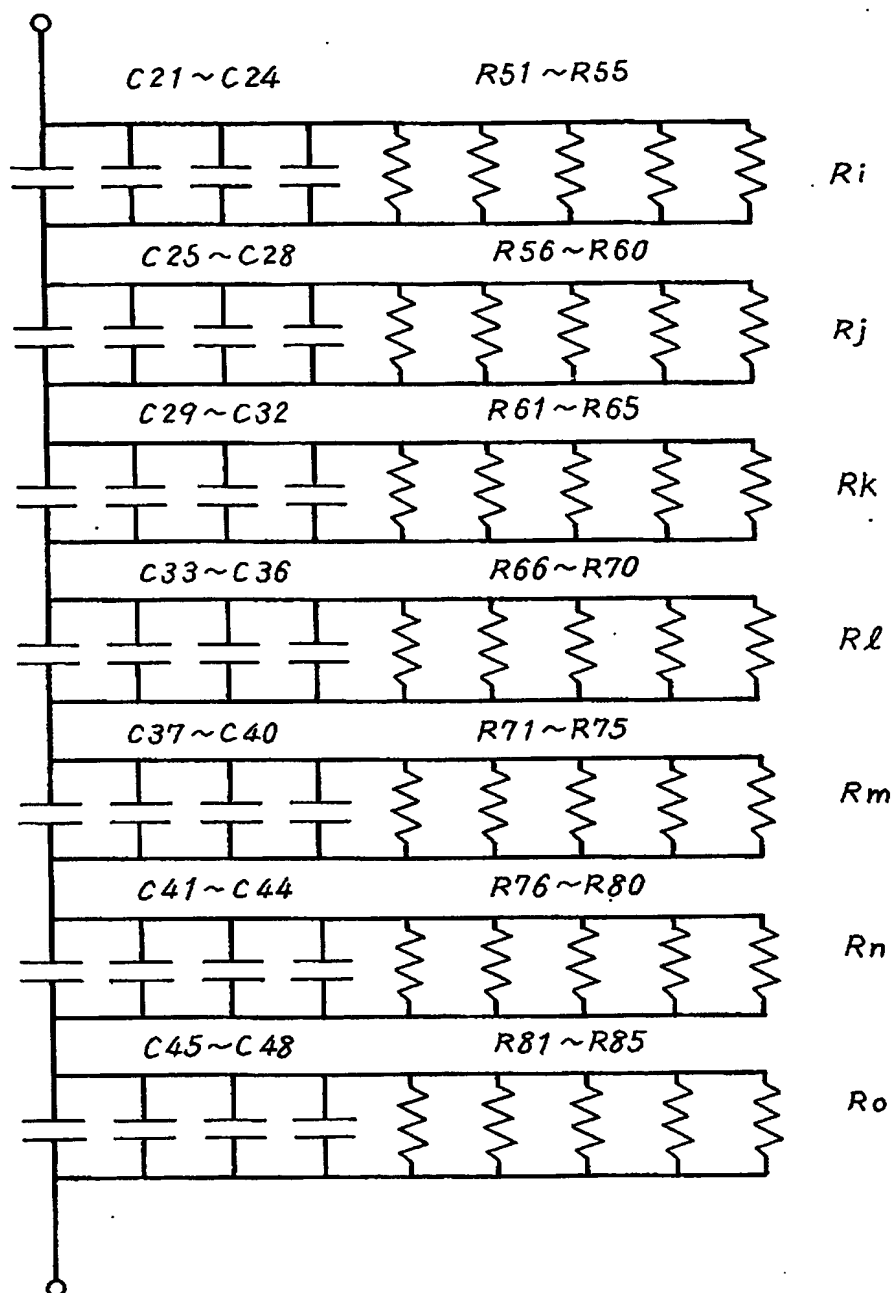 C21~C24 R51~R55
Ri
C25~C28 R56~R60
Rj
C29~C32 R61~R65
Rk
C33~C36 R66~R70
Rℓ
C37~C40 R71~R75
Rm
C41~C44 R76~R80
Rn
C45~C48 R81~R85
Ro